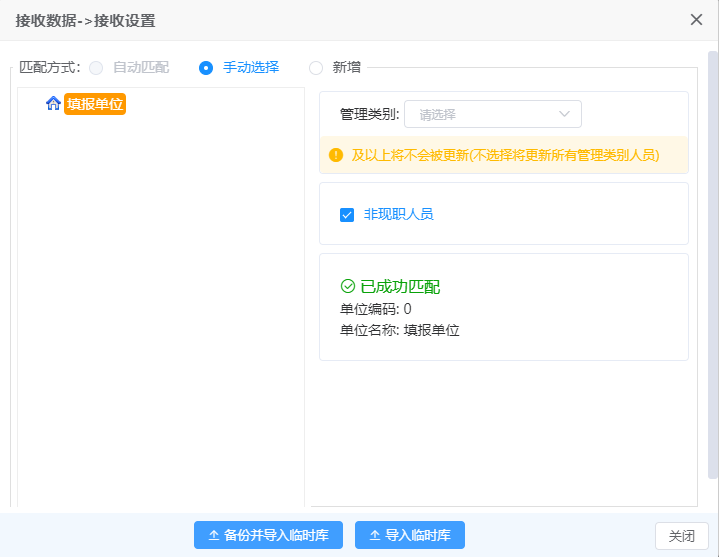 接收数据->接收设置
匹配方式: 自动匹配 手动选择 新增
填报单位
管理类别: 请选择
及以上将不会被更新(不选择将更新所有管理类别人员)
非现职人员
已成功匹配
单位编码: 0
单位名称: 填报单位
备份并导入临时库 导入临时库 关闭